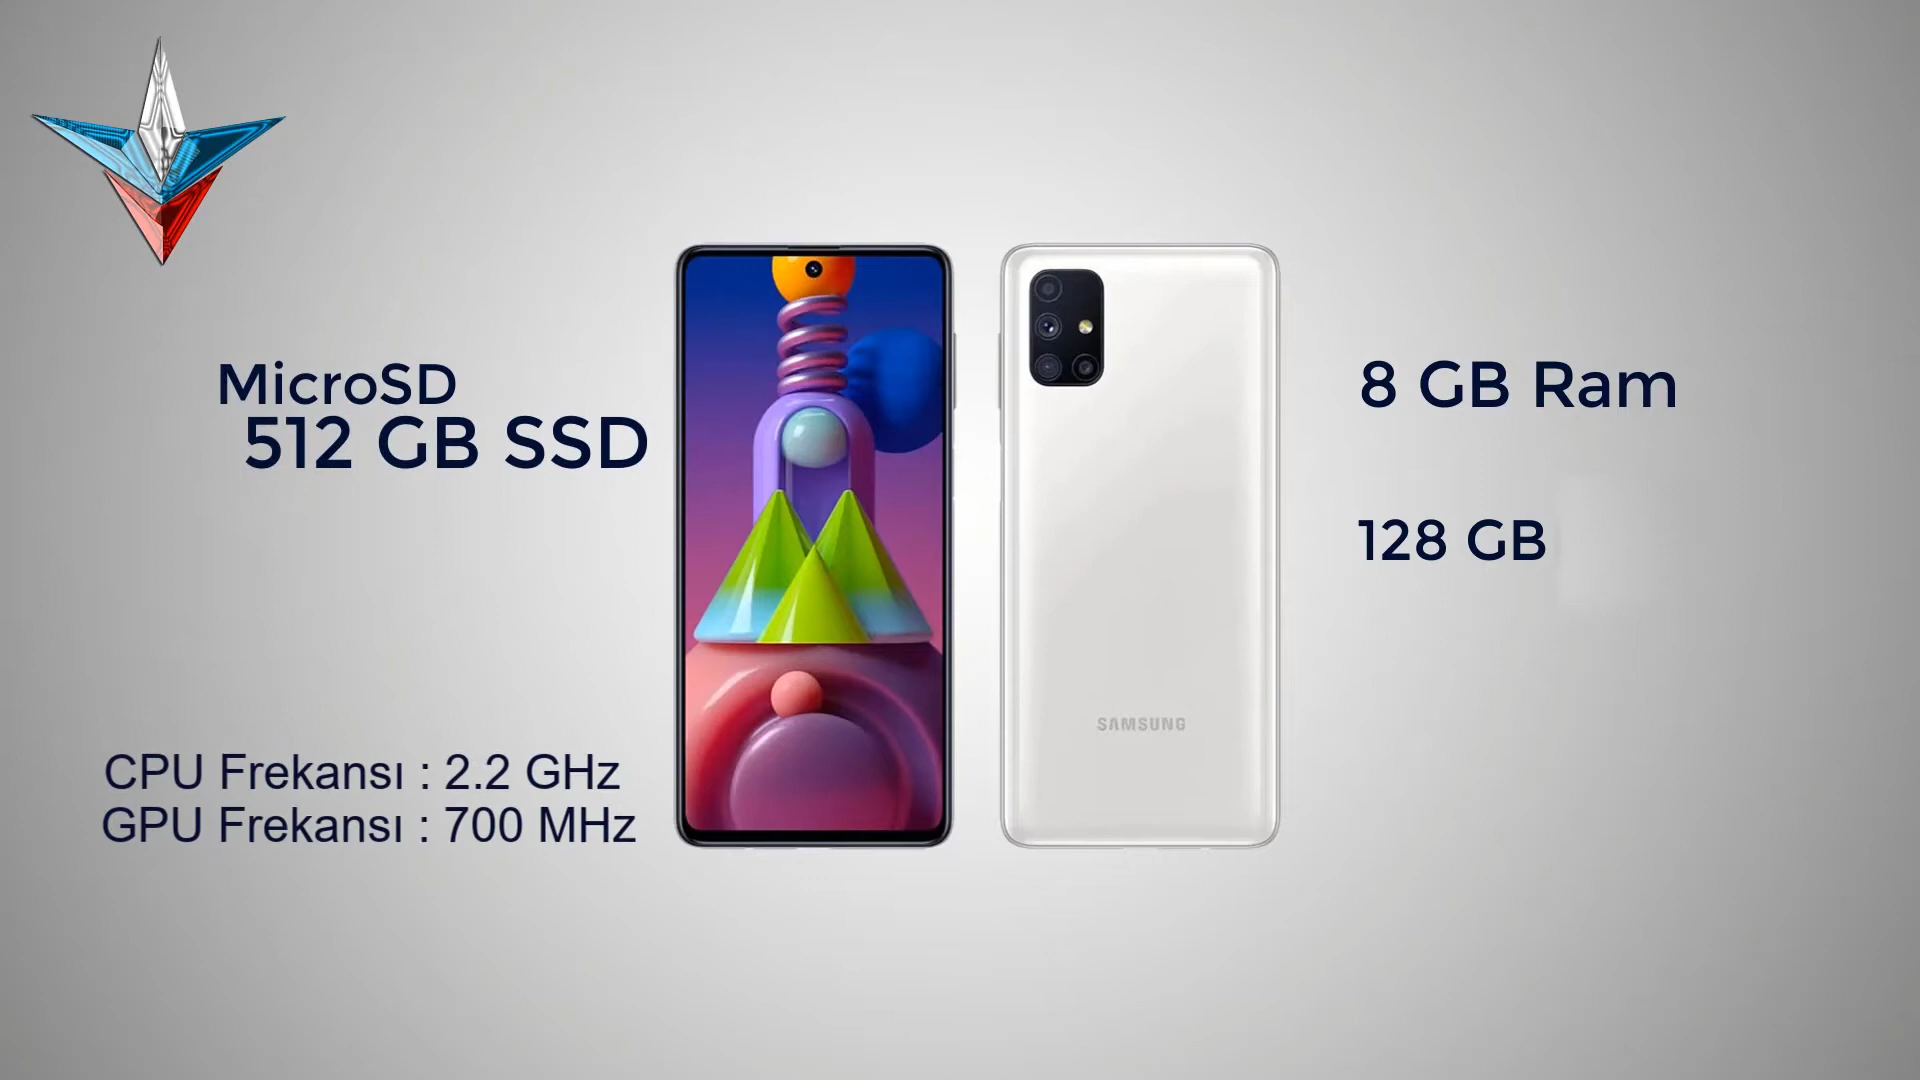 MicroSD
512 GB SSD
8 GB Ram
128 GB
SAMSUNG
CPU Frekansı : 2.2 GHz
GPU Frekansı : 700 MHz